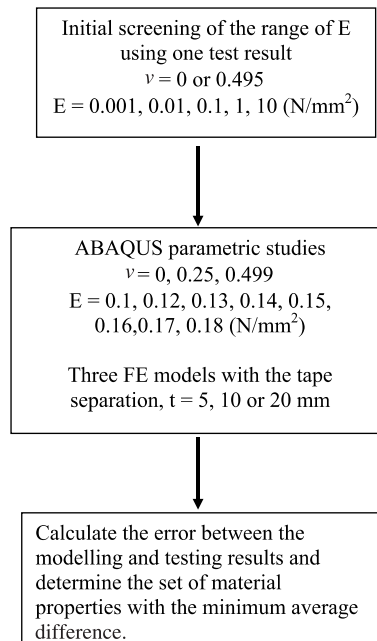 Initial screening of the range of E
using one test result
ν = 0 or 0.495
E = 0.001, 0.01, 0.1, 1, 10 (N/mm²)
ABAQUS parametric studies
ν = 0, 0.25, 0.499
E = 0.1, 0.12, 0.13, 0.14, 0.15,
0.16,0.17, 0.18 (N/mm²)
Three FE models with the tape
separation, t = 5, 10 or 20 mm
Calculate the error between the
modelling and testing results and
determine the set of material
properties with the minimum average
difference.